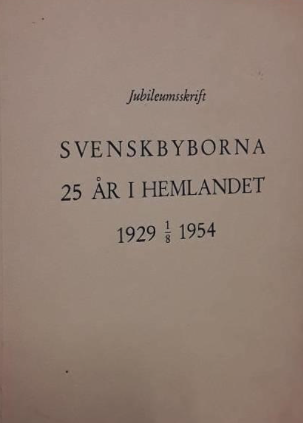 Jubileumsskrift
SVENSKBYBORNA
25 ÅR I HEMLANDET
1929 1/8 1954